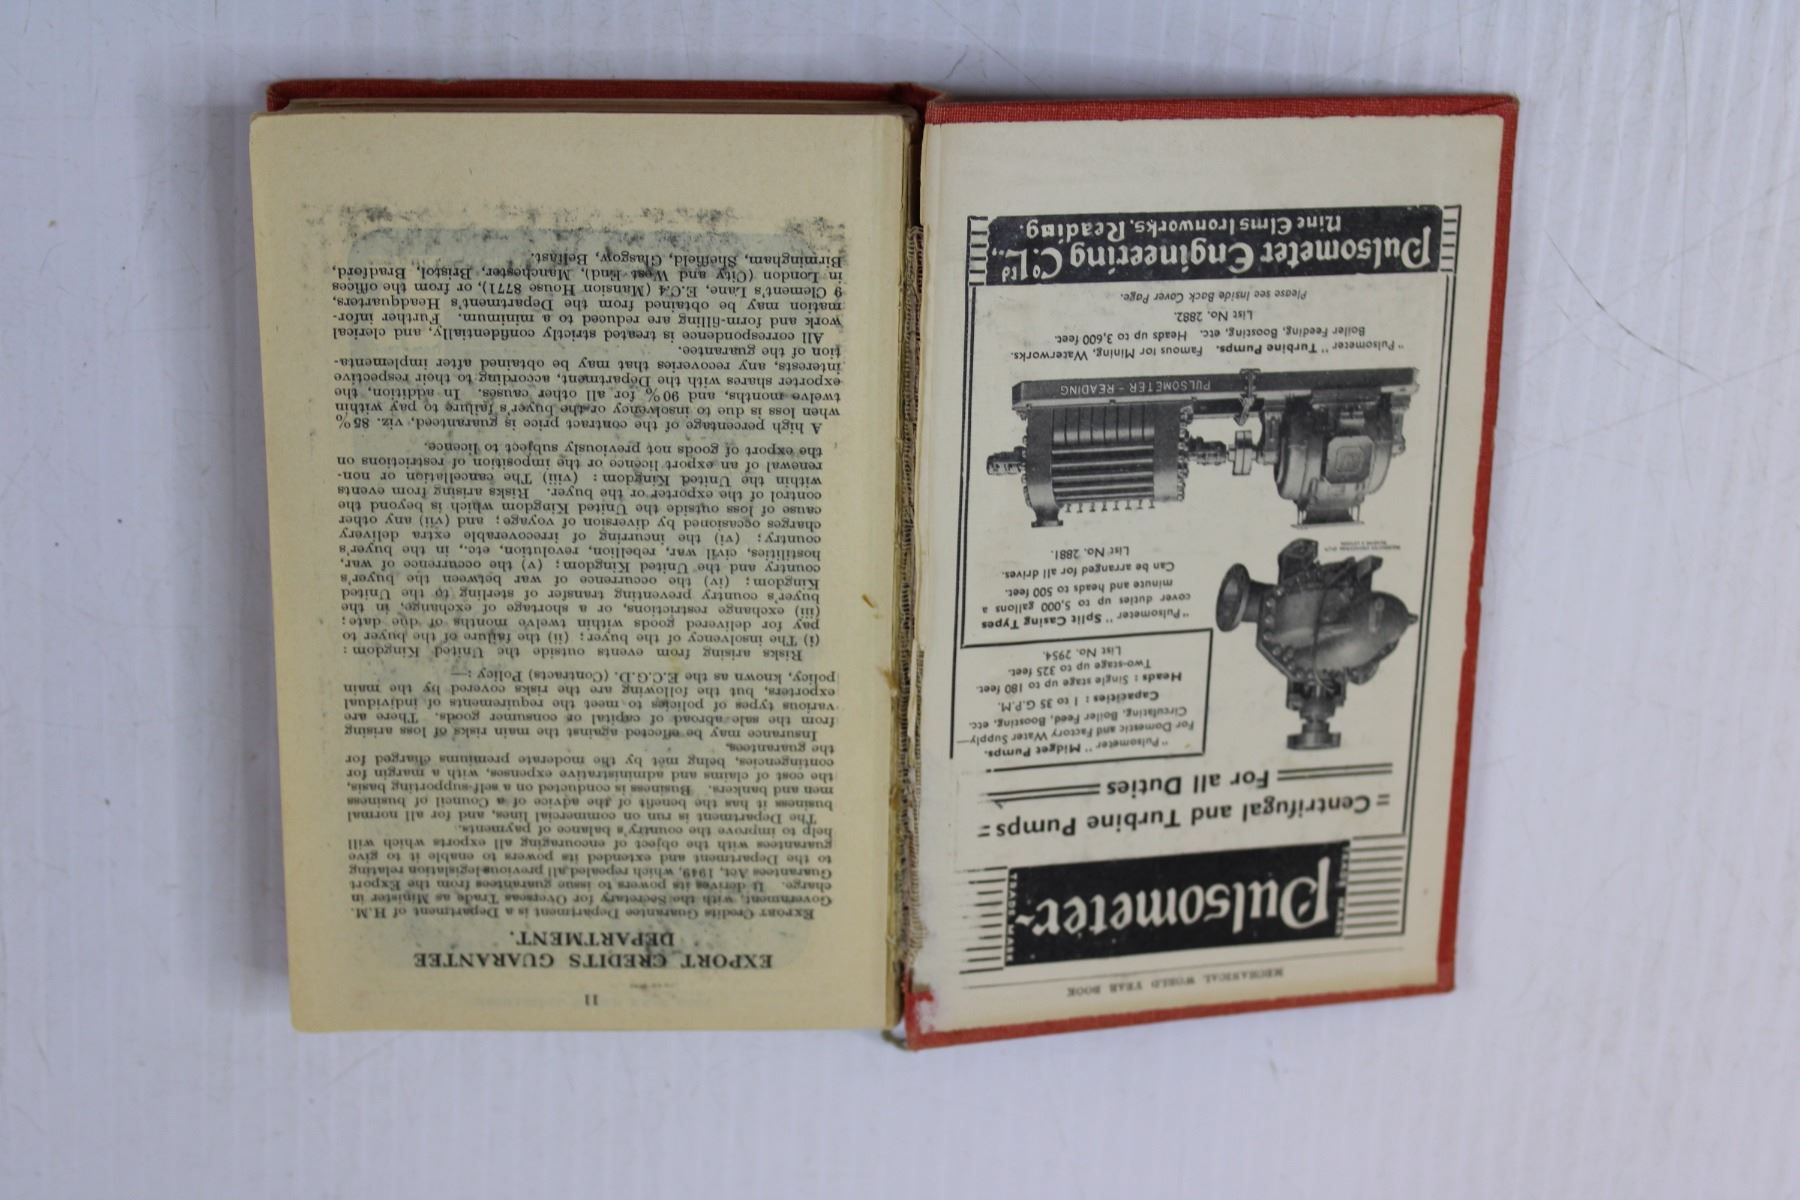 MECHANICAL WORLD YEAR BOOK
TRADE MARK
Pulsometer
TRADE MARK
Centrifugal and Turbine Pumps
For all Duties
"Pulsometer" Midget Pumps.
For Domestic and Factory Water Supply—
Circulating, Boiler Feed, Boosting, etc.
Capacities: 1 to 35 G.P.M.
Heads: Single stage up to 180 feet.
Two-stage up to 325 feet.
List No. 2954.
"Pulsometer" Split Casing Types
cover duties up to 5,000 gallons a
minute and heads to 500 feet.
Can be arranged for all drives.
List No. 2881.
PULSOMETER - READING
"Pulsometer" Turbine Pumps. Famous for Mining, Waterworks,
Boiler Feeding, Boosting, etc. Heads up to 3,600 feet.
List No. 2882.
Please see Inside Back Cover Page.
Pulsometer Engineering Co. Ltd.,
Nine Elms Ironworks, Reading.
11
EXPORT CREDITS GUARANTEE
DEPARTMENT.
EXPORT Credits Guarantee Department is a Department of H.M.
Government, with the Secretary for Overseas Trade as Minister in
charge. It derives its powers to issue guarantees from the Export
Guarantees Act, 1949, which repealed all previous legislation relating
to the Department and extended its powers to enable it to give
guarantees with the object of encouraging all exports which will
help to improve the country's balance of payments.
The Department is run on commercial lines, and for all normal
business it has the benefit of the advice of a Council of business
men and bankers. Business is conducted on a self-supporting basis,
the cost of claims and administrative expenses, with a margin for
contingencies, being met by the moderate premiums charged for
the guarantees.
Insurance may be effected against the main risks of loss arising
from the sale abroad of capital or consumer goods. There are
various types of policies to meet the requirements of individual
exporters, but the following are the risks covered by the main
policy, known as the E.C.G.D. (Contracts) Policy:—
Risks arising from events outside the United Kingdom:
(i) The insolvency of the buyer; (ii) the failure of the buyer to
pay for delivered goods within twelve months of due date;
(iii) exchange restrictions, or a shortage of exchange, in the
buyer's country preventing transfer of sterling to the United
Kingdom; (iv) the occurrence of war between the buyer's
country and the United Kingdom; (v) the occurrence of war,
hostilities, civil war, rebellion, revolution, etc., in the buyer's
country; (vi) the incurring of irrecoverable extra delivery
charges occasioned by diversion of voyage; and (vii) any other
cause of loss outside the United Kingdom which is beyond the
control of the exporter or the buyer. Risks arising from events
within the United Kingdom: (viii) The cancellation or non-
renewal of an export licence or the imposition of restrictions on
the export of goods not previously subject to licence.
A high percentage of the contract price is guaranteed, viz. 85%
when loss is due to insolvency or the buyer's failure to pay within
twelve months, and 90% for all other causes. In addition, the
exporter shares with the Department, according to their respective
interests, any recoveries that may be obtained after implementa-
tion of the guarantee.
All correspondence is treated strictly confidentially, and clerical
work and form-filling are reduced to a minimum. Further infor-
mation may be obtained from the Department's Headquarters,
9 Clement's Lane, E.C.4 (Mansion House 8771), or from the offices
in London (City and West End), Manchester, Bristol, Bradford,
Birmingham, Sheffield, Glasgow, Belfast.